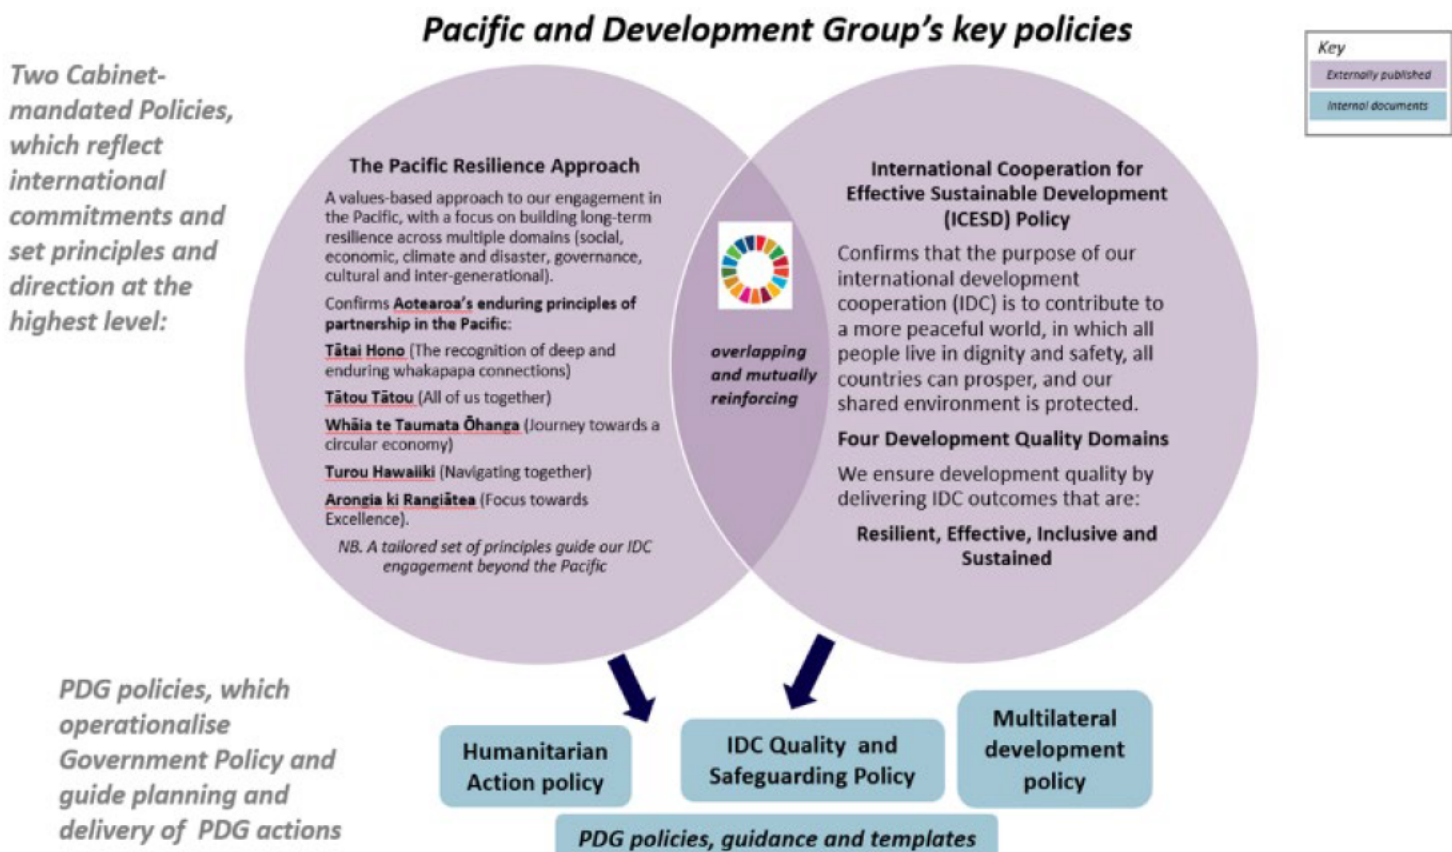 Pacific and Development Group's key policies
Key
Externally published
Internal documents
Two Cabinet-
mandated Policies,
which reflect
international
commitments and
set principles and
direction at the
highest level:
The Pacific Resilience Approach
A values-based approach to our engagement in
the Pacific, with a focus on building long-term
resilience across multiple domains (social,
economic, climate and disaster, governance,
cultural and inter-generational).
Confirms Aotearoa's enduring principles of
partnership in the Pacific:
Tātai Hono (The recognition of deep and
enduring whakapapa connections)
Tātou Tātou (All of us together)
Whāia te Taumata Ōhanga (Journey towards a
circular economy)
Turou Hawaiiki (Navigating together)
Arongia ki Rangiātea (Focus towards
Excellence).
NB. A tailored set of principles guide our IDC
engagement beyond the Pacific
overlapping
and mutually
reinforcing
International Cooperation for
Effective Sustainable Development
(ICESD) Policy
Confirms that the purpose of our
international development
cooperation (IDC) is to contribute to
a more peaceful world, in which all
people live in dignity and safety, all
countries can prosper, and our
shared environment is protected.
Four Development Quality Domains
We ensure development quality by
delivering IDC outcomes that are:
Resilient, Effective, Inclusive and
Sustained
PDG policies, which
operationalise
Government Policy and
guide planning and
delivery of PDG actions
Humanitarian
Action policy
IDC Quality and
Safeguarding Policy
Multilateral
development
policy
PDG policies, guidance and templates